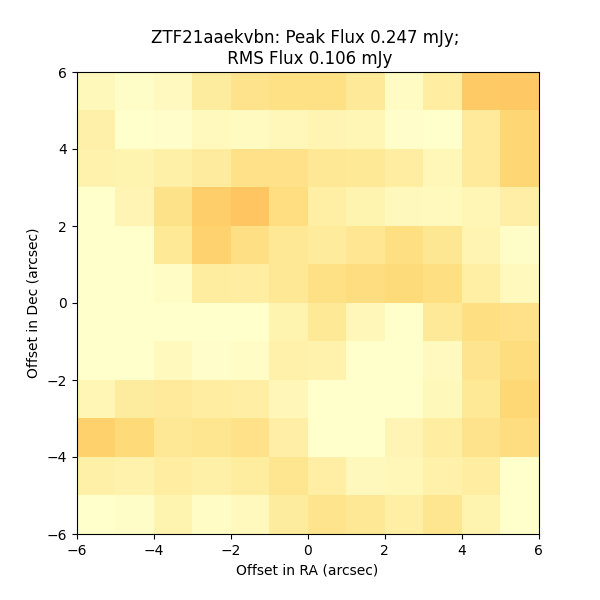 ZTF21aaekvbn: Peak Flux 0.247 mJy;
RMS Flux 0.106 mJy
6
4
2
0
−2
−4
−6
Offset in Dec (arcsec)
−6 −4 −2 0 2 4 6
Offset in RA (arcsec)